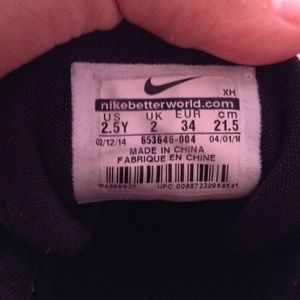 XH
nikebetterworld.com
US UK EUR cm
2.5Y 2 34 21.5
02/12/14 653646-004 04/01/14
MADE IN CHINA
FABRIQUE EN CHINE
UPC 00887232958541